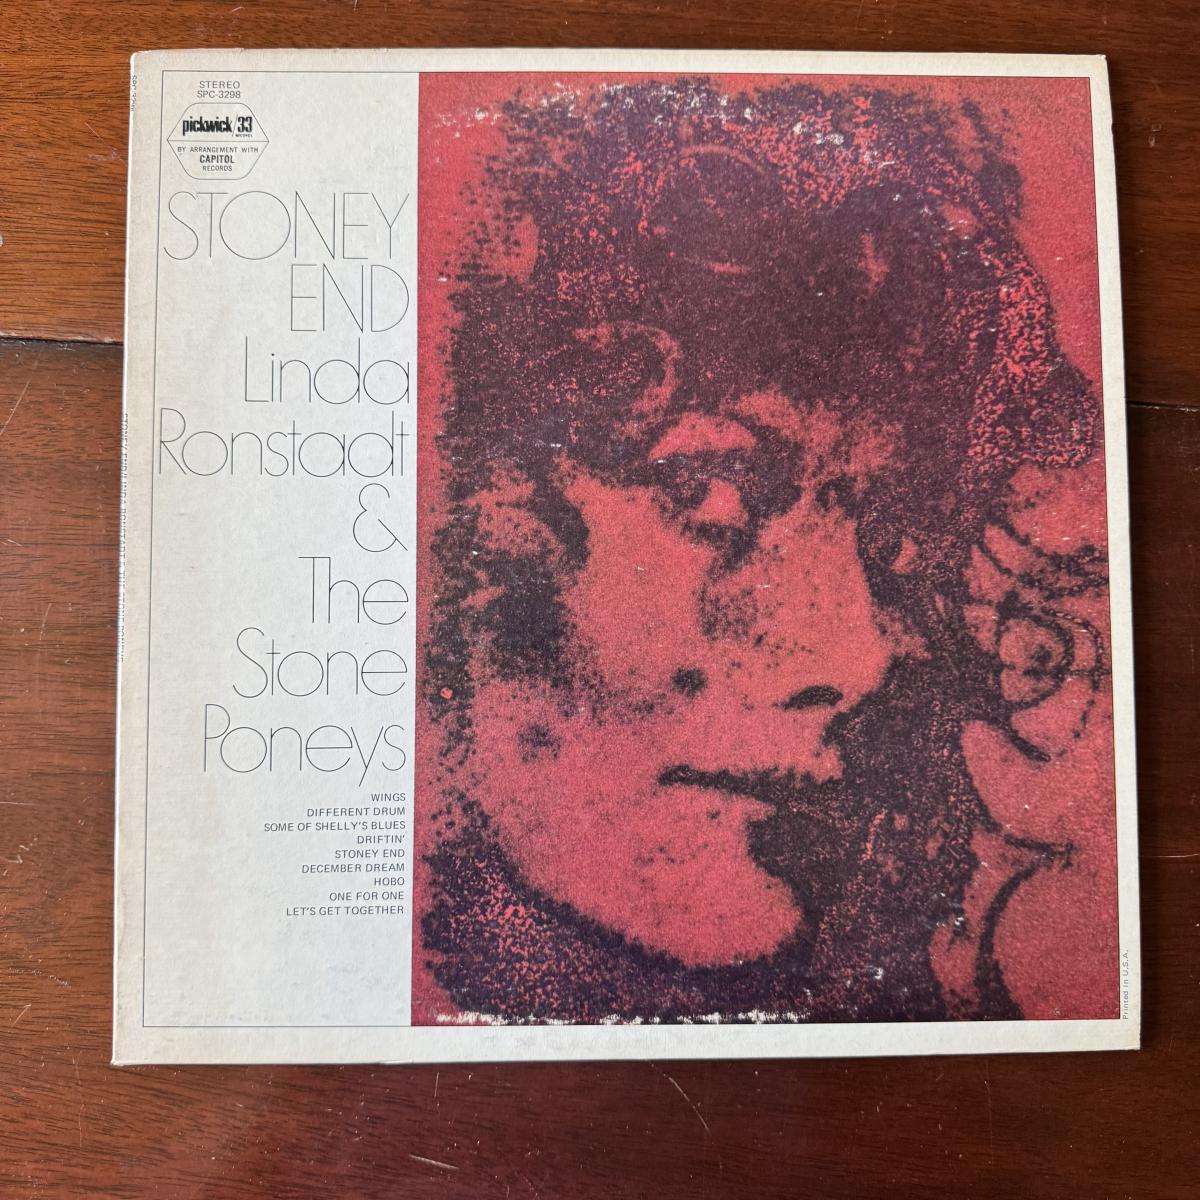 STEREO
SPC-3298
pickwick/33
RECORDS
BY ARRANGEMENT WITH
CAPITOL
RECORDS
STONEY
END
Linda
Ronstadt
&
The
Stone
Poneys
WINGS
DIFFERENT DRUM
SOME OF SHELLY'S BLUES
DRIFTIN'
STONEY END
DECEMBER DREAM
HOBO
ONE FOR ONE
LET'S GET TOGETHER
Printed in U.S.A.
SPC-3298